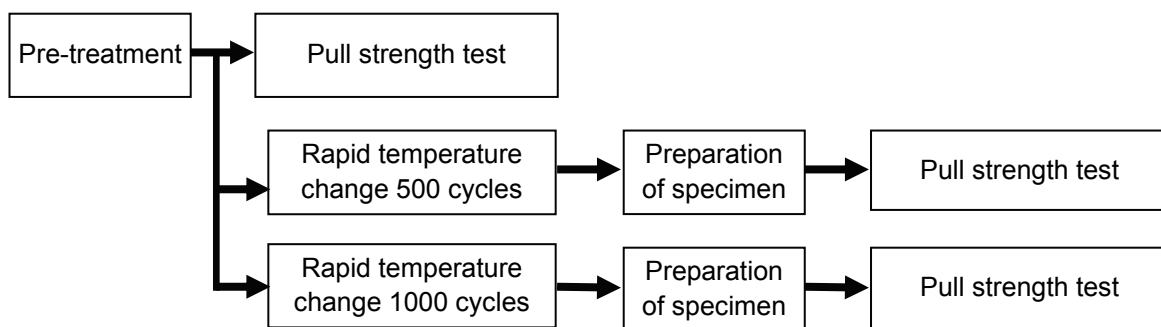 Pre-treatment
Pull strength test
Rapid temperature
change 500 cycles
Preparation
of specimen
Pull strength test
Rapid temperature
change 1000 cycles
Preparation
of specimen
Pull strength test